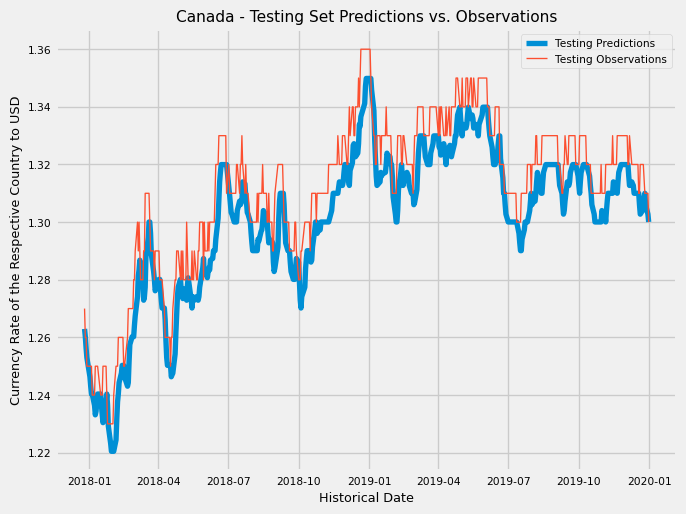 Canada - Testing Set Predictions vs. Observations
Testing Predictions
Testing Observations
Currency Rate of the Respective Country to USD
1.36
1.34
1.32
1.30
1.28
1.26
1.24
1.22
2018-01 2018-04 2018-07 2018-10 2019-01 2019-04 2019-07 2019-10 2020-01
Historical Date